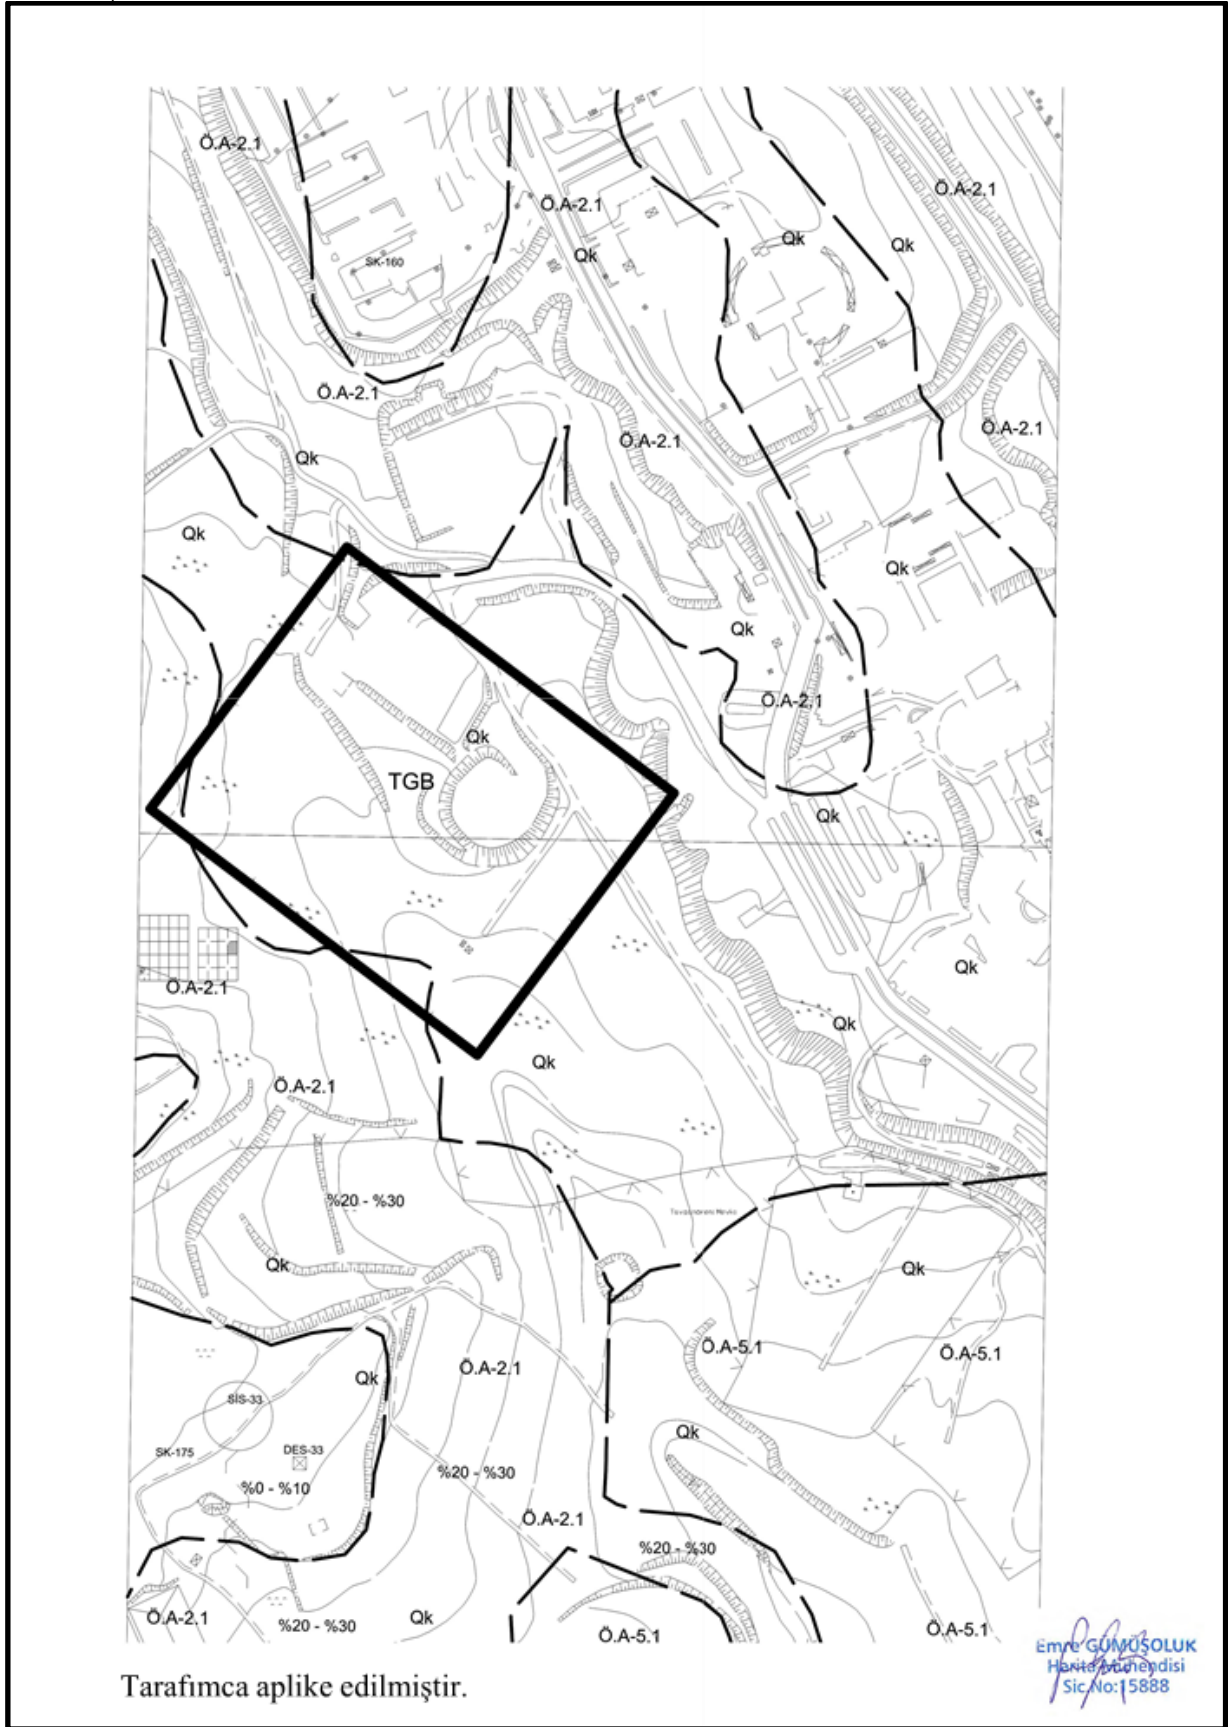 Ö.A-2.1
Ö.A-2.1
Ö.A-2.1
Qk
Qk
Qk
SK-160
Ö.A-2.1
Ö.A-2.1
Ö.A-2.1
Qk
Qk
Qk
Qk
Ö.A-2.1
Qk
TGB
Qk
Qk
Ö.A-2.1
Qk
Qk
Ö.A-2.1
%20 - %30
Qk
Qk
Ö.A-5.1
Ö.A-5.1
Ö.A-2.1
Qk
SİS-33
Qk
SK-175
DES-33
%20 - %30
%0 - %10
Ö.A-2.1
%20 - %30
Ö.A-2.1
Qk
%20 - %30
Ö.A-5.1
Ö.A-5.1
Emre GÜMÜŞOLUK
Harita Mühendisi
Sic.No:15888
Tarafımca aplike edilmiştir.